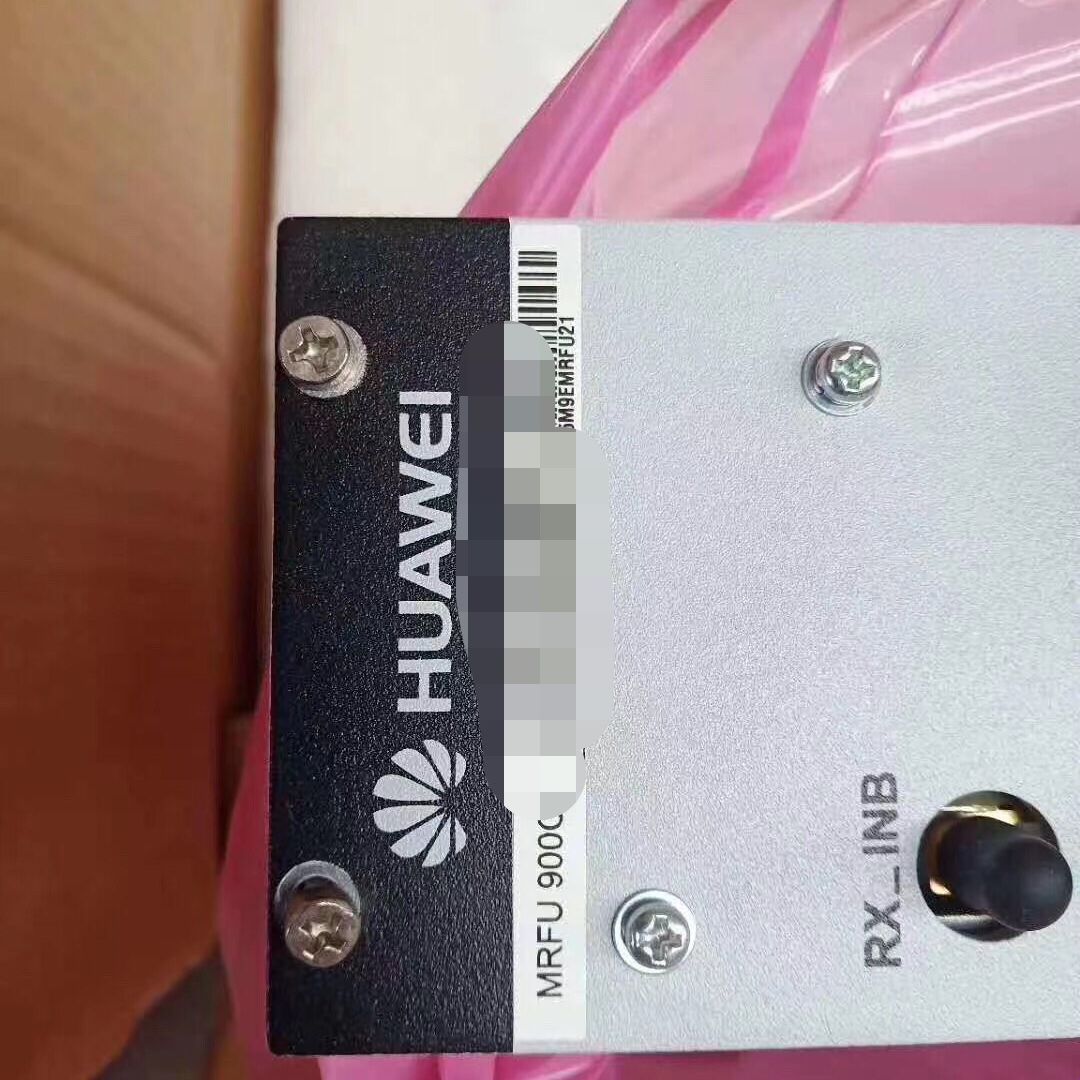 HUAWEI
M9EMRFU21
MRFU 900
RX_INB